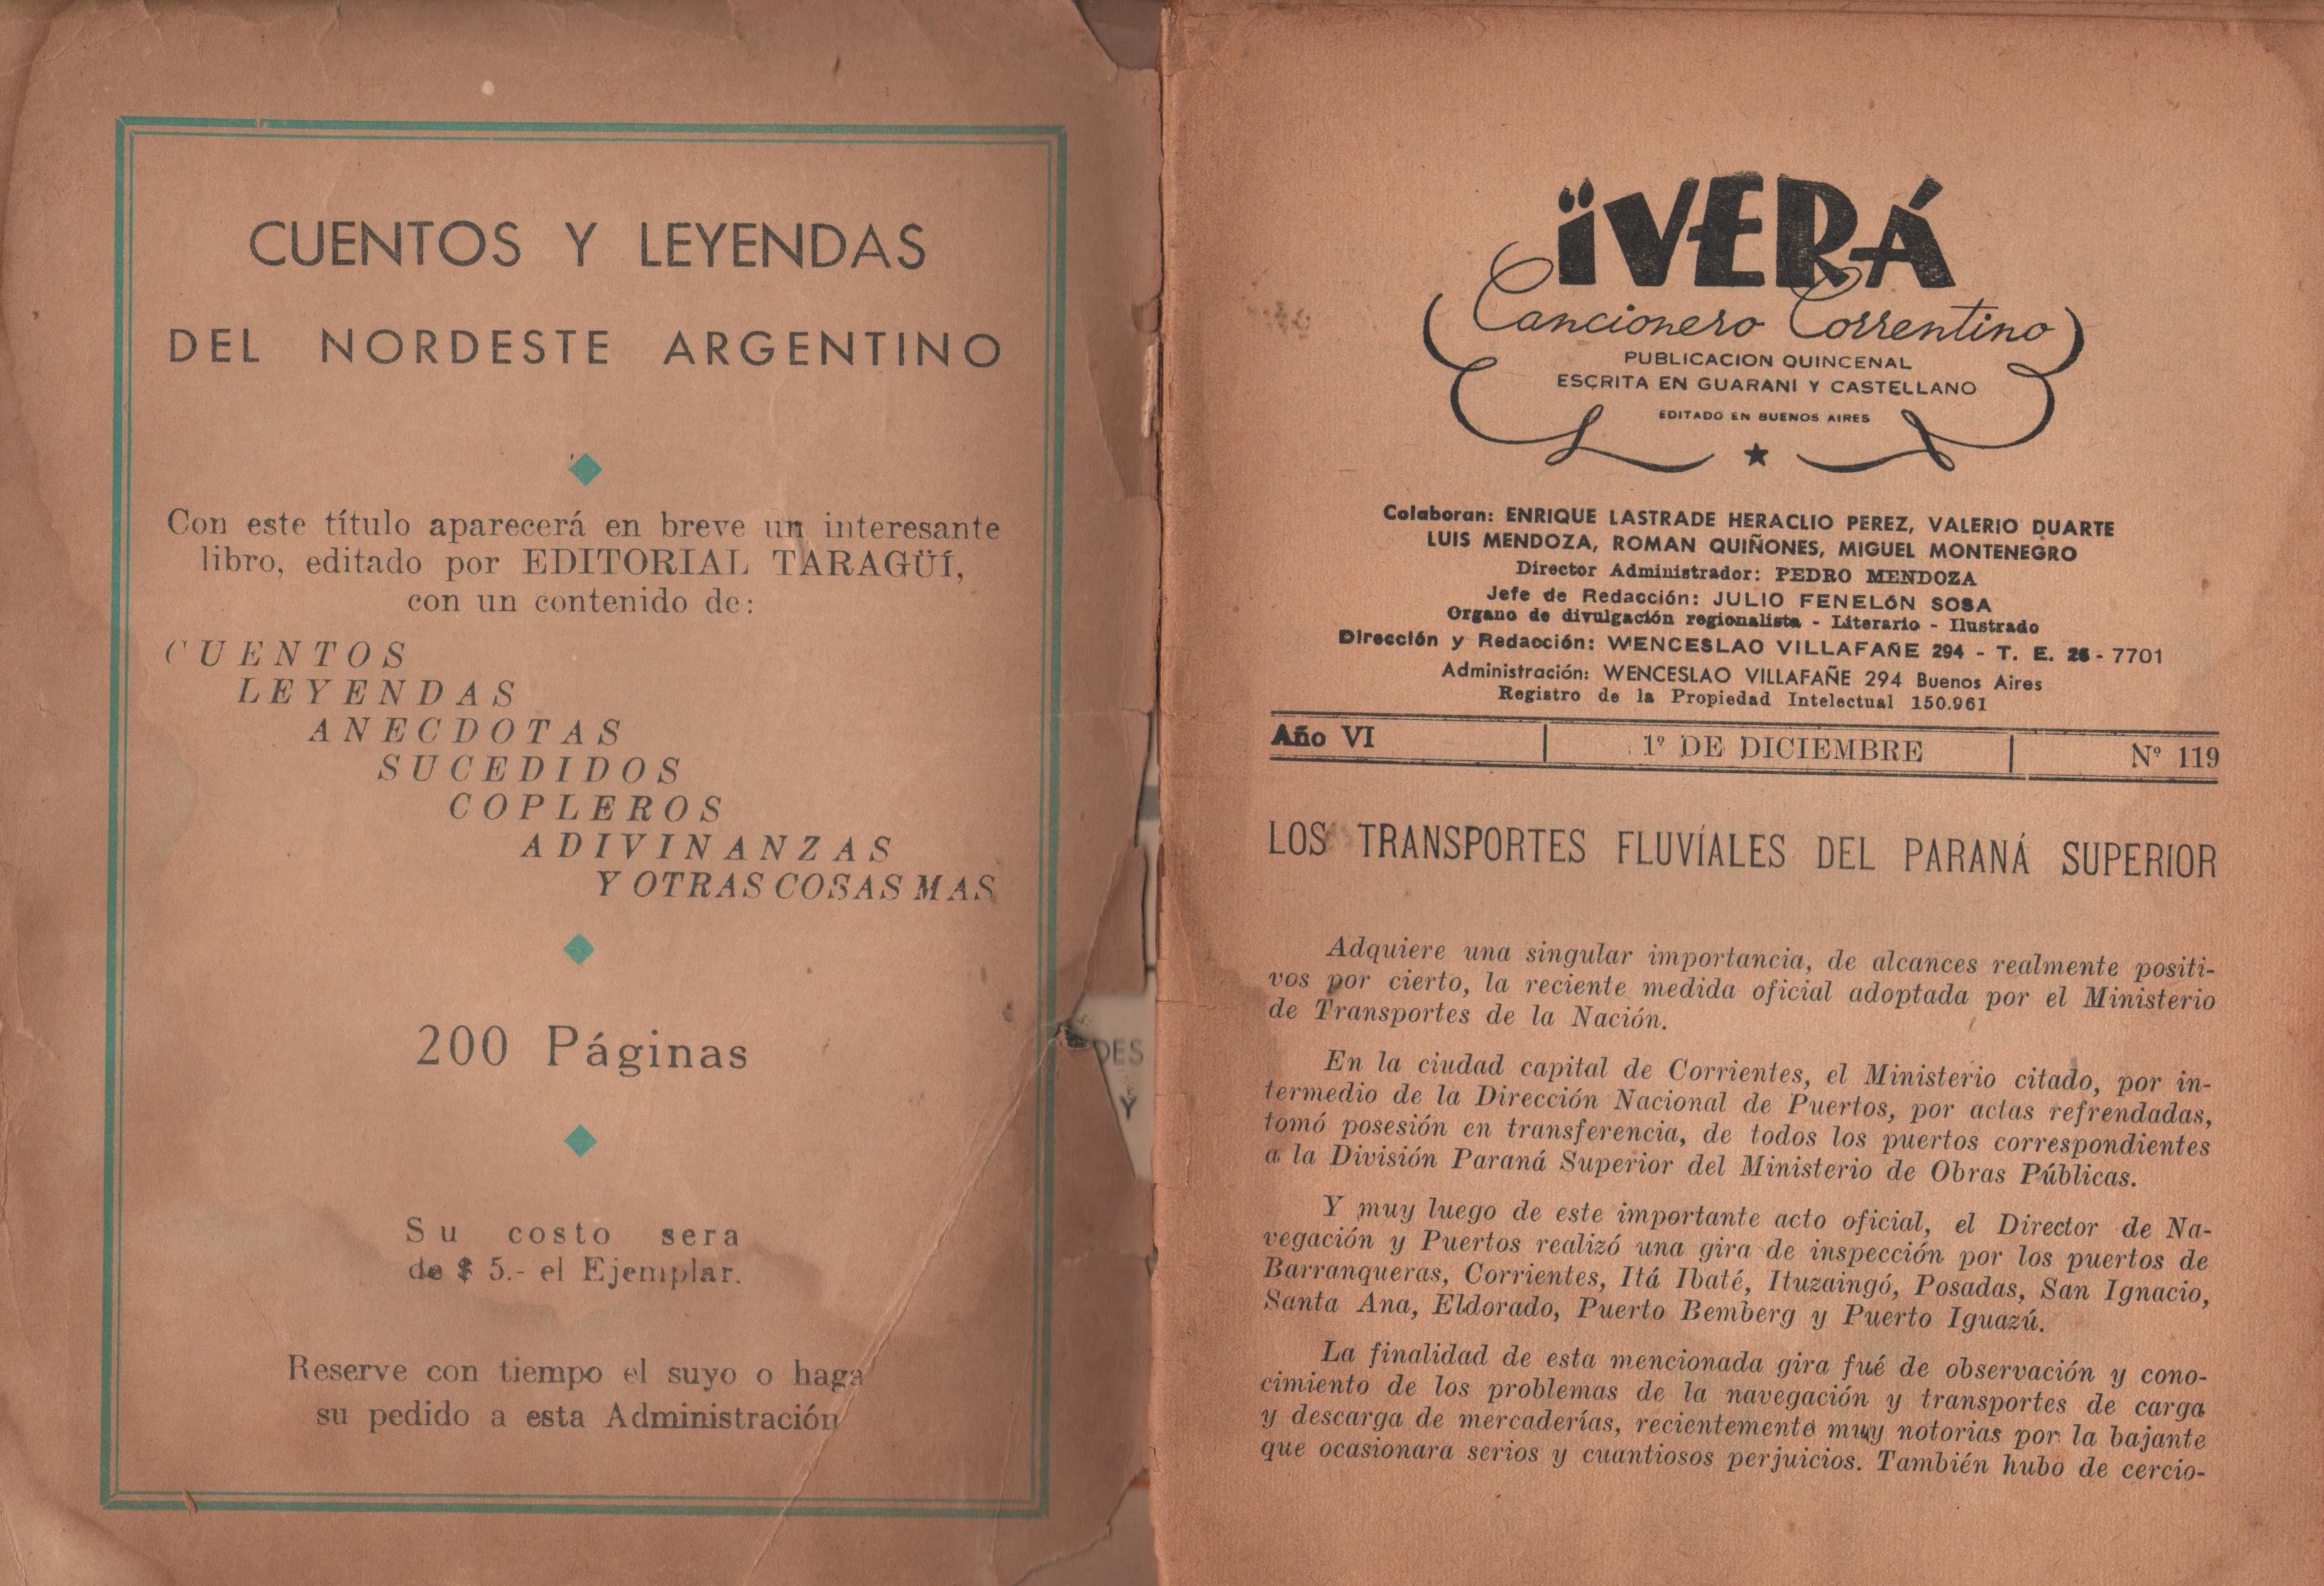 CUENTOS Y LEYENDAS
DEL NORDESTE ARGENTINO
Con este título aparecerá en breve un interesante
libro, editado por EDITORIAL TARAGÜÍ,
con un contenido de:
CUENTOS
LEYENDAS
ANECDOTAS
SUCEDIDOS
COPLEROS
ADIVINANZAS
Y OTRAS COSAS MAS
200 Páginas
Su costo sera
de $ 5.- el Ejemplar.
Reserve con tiempo el suyo o haga
su pedido a esta Administración
DES
Y
ÏVERÁ
Cancionero Correntino
PUBLICACION QUINCENAL
ESCRITA EN GUARANI Y CASTELLANO
EDITADO EN BUENOS AIRES
Colaboran: ENRIQUE LASTRADE HERACLIO PEREZ, VALERIO DUARTE
LUIS MENDOZA, ROMAN QUIÑONES, MIGUEL MONTENEGRO
Director Administrador: PEDRO MENDOZA
Jefe de Redacción: JULIO FENELÓN SOSA
Organo de divulgación regionalista - Literario - Ilustrado
Dirección y Redacción: WENCESLAO VILLAFAÑE 294 - T. E. 26 - 7701
Administración: WENCESLAO VILLAFAÑE 294 Buenos Aires
Registro de la Propiedad Intelectual 150.961
Año VI | 1º DE DICIEMBRE | Nº 119
LOS TRANSPORTES FLUVÍALES DEL PARANÁ SUPERIOR
Adquiere una singular importancia, de alcances realmente positi-
vos por cierto, la reciente medida oficial adoptada por el Ministerio
de Transportes de la Nación.
En la ciudad capital de Corrientes, el Ministerio citado, por in-
termedio de la Dirección Nacional de Puertos, por actas refrendadas,
tomó posesión en transferencia, de todos los puertos correspondientes
a la División Paraná Superior del Ministerio de Obras Públicas.
Y muy luego de este importante acto oficial, el Director de Na-
vegación y Puertos realizó una gira de inspección por los puertos de
Barranqueras, Corrientes, Itá Ibaté, Ituzaingó, Posadas, San Ignacio,
Santa Ana, Eldorado, Puerto Bemberg y Puerto Iguazú.
La finalidad de esta mencionada gira fué de observación y cono-
cimiento de los problemas de la navegación y transportes de carga
y descarga de mercaderías, recientemente muy notorias por la bajante
que ocasionara serios y cuantiosos perjuicios. También hubo de cercio-